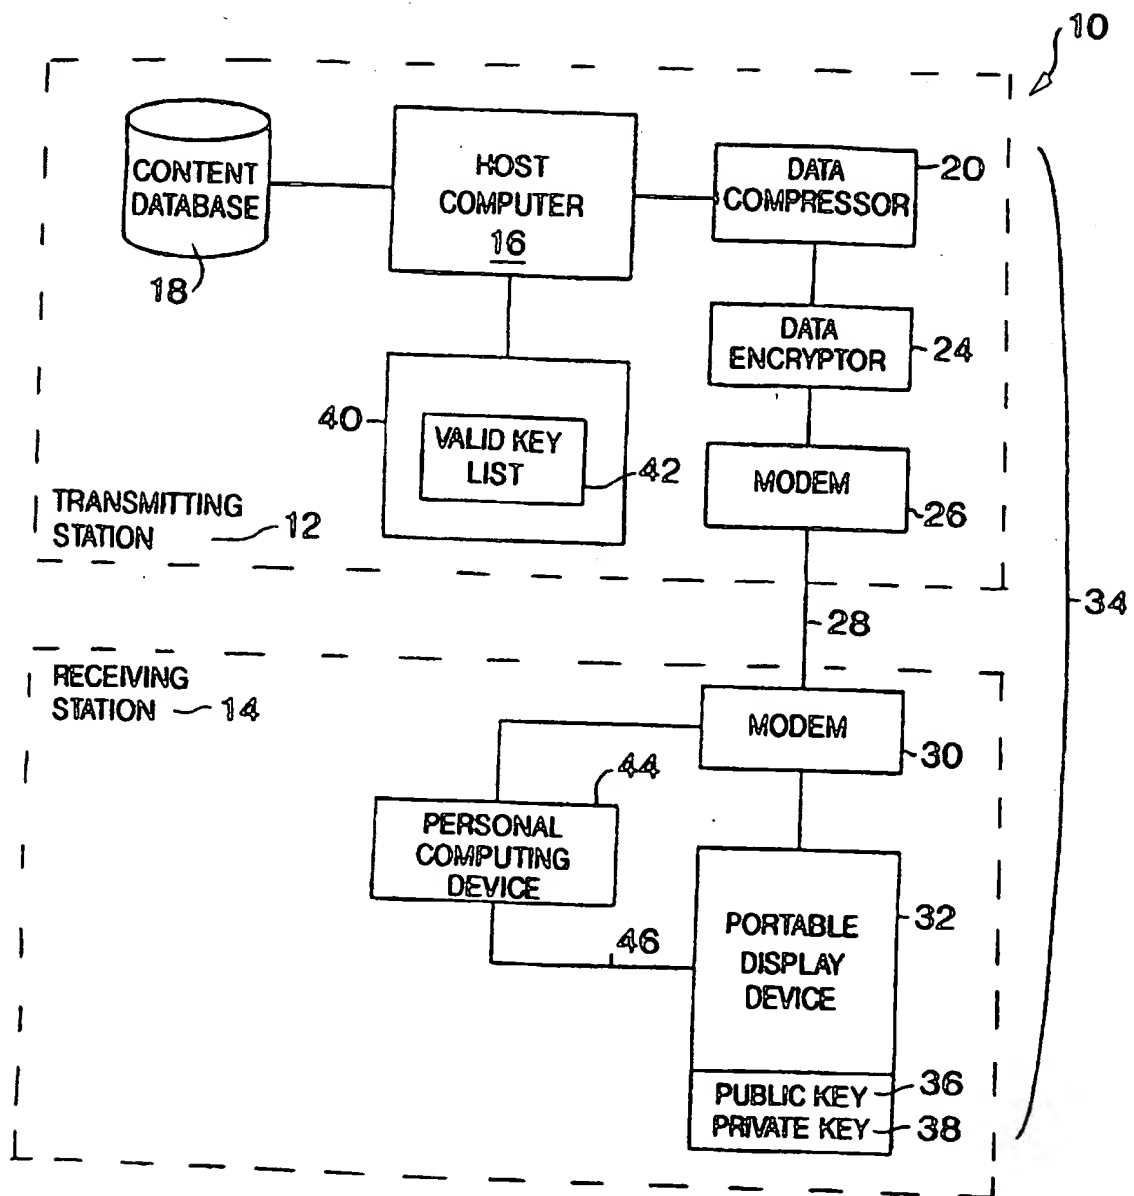 10
CONTENT
DATABASE
18
HOST
COMPUTER
16
DATA
COMPRESSOR
20
DATA
ENCRYPTOR
24
40
VALID KEY
LIST
42
MODEM
26
TRANSMITTING
STATION
12
28
34
RECEIVING
STATION
14
MODEM
30
44
PERSONAL
COMPUTING
DEVICE
46
PORTABLE
DISPLAY
DEVICE
32
PUBLIC KEY
36
PRIVATE KEY
38